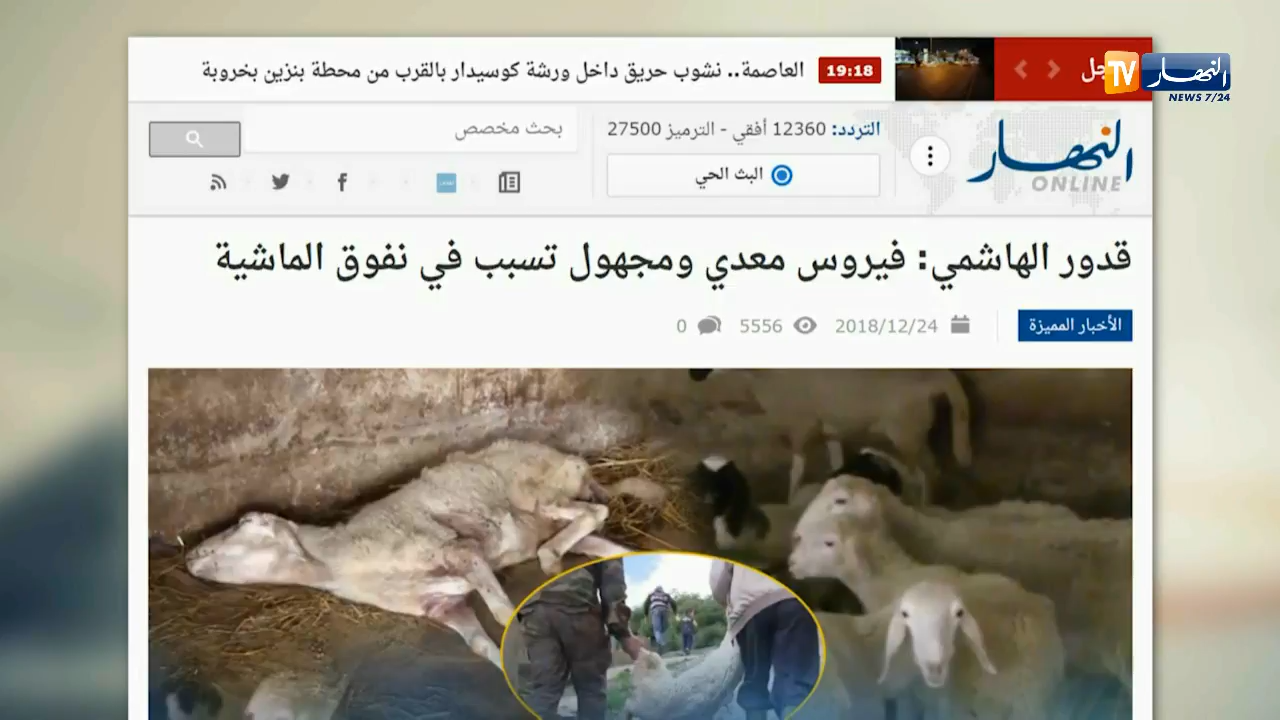 العاصمة.. نشوب حريق داخل ورشة كوسيدار بالقرب من محطة بنزين بخروبة
19:18
جل
النهار TV
NEWS 7/24
النهار
ONLINE
التردد: 12360 أفقي - الترميز 27500
البث الحي
بحث مخصص
قدور الهاشمي: فيروس معدي ومجهول تسبب في نفوق الماشية
الأخبار المميزة
2018/12/24
5556
0